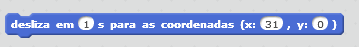 desliza em 1 s para as coordenadas (x: 31 , y: 0 )